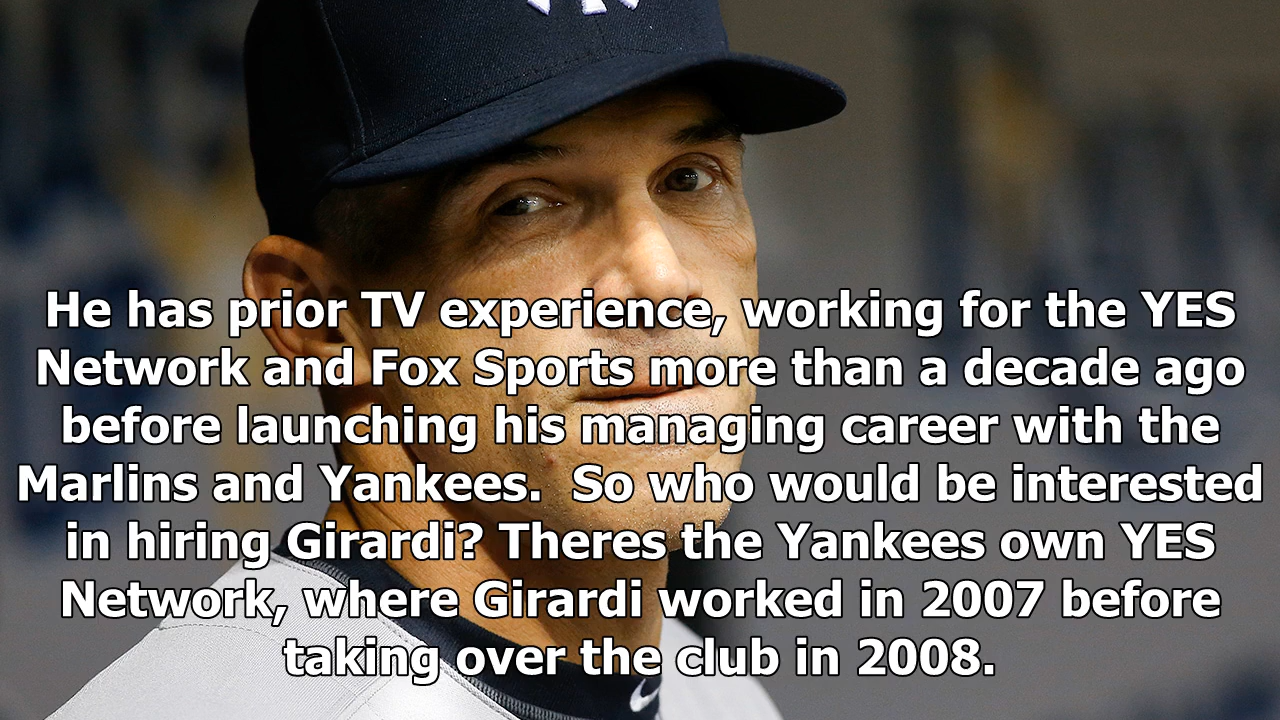 He has prior TV experience, working for the YES
Network and Fox Sports more than a decade ago
before launching his managing career with the
Marlins and Yankees.  So who would be interested
in hiring Girardi? Theres the Yankees own YES
Network, where Girardi worked in 2007 before
taking over the club in 2008.